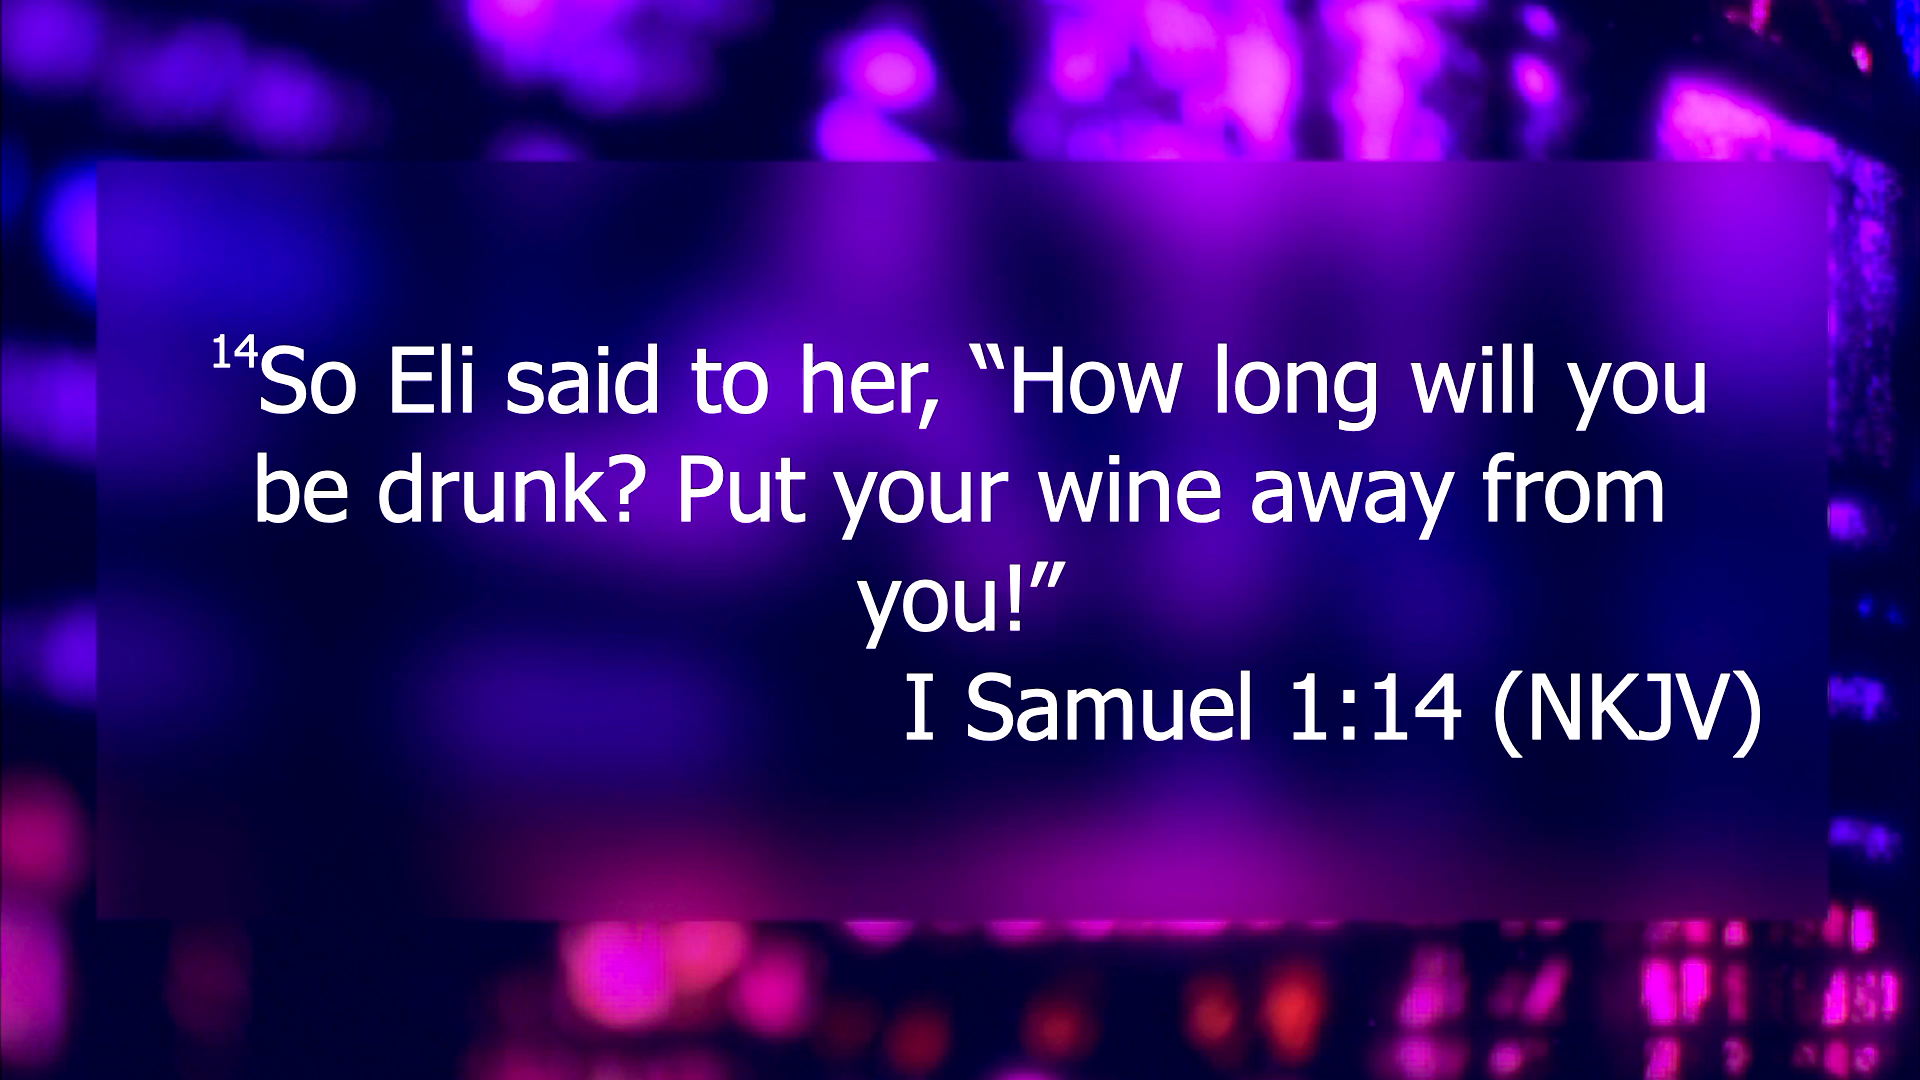 14So Eli said to her, “How long will you
be drunk? Put your wine away from
you!”
I Samuel 1:14 (NKJV)